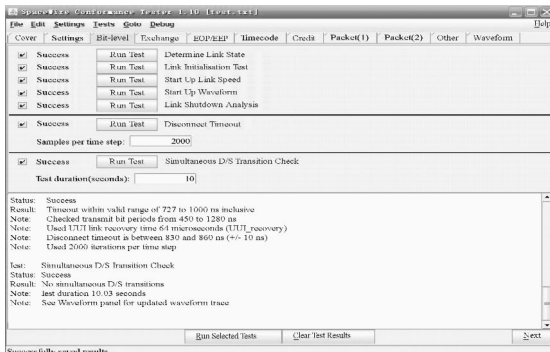 SpaceWire Conformance Tester 1.10 [test.txt]
File Edit Settings Tests Goto Debug Help
Cover Settings Bit-level Exchange EOP/EEP Timecode Credit Packet(1) Packet(2) Other Waveform
Success Run Test Determine Link State
Success Run Test Link Initialisation Test
Success Run Test Start Up Link Speed
Success Run Test Start Up Waveform
Success Run Test Link Shutdown Analysis
Success Run Test Disconnect Timeout
Samples per time step: 2000
Success Run Test Simultaneous D/S Transition Check
Test duration(seconds): 10
Status: Success
Result: Timeout within valid range of 727 to 1000 ns inclusive
Note: Checked transmit bit periods from 450 to 1280 ns
Note: Used UUI link recovery time 64 microseconds (UUI_recovery)
Note: Disconnect timeout is between 830 and 860 ns (+/- 10 ns)
Note: Used 2000 iterations per time step
Test: Simultaneous D/S Transition Check
Status: Success
Result: No simultaneous D/S transitions
Note: Test duration 10.03 seconds
Note: See Waveform panel for updated waveform trace
Run Selected Tests Clear Test Results Next
Successfully saved results